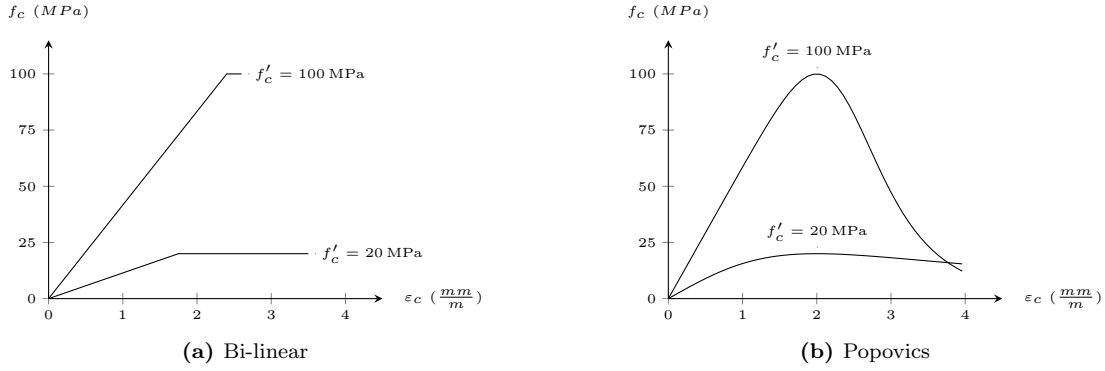 f_c (MPa)
100
75
50
25
0
0 1 2 3 4
f'_c = 100 MPa
f'_c = 20 MPa
ε_c (mm/m)
(a) Bi-linear
f_c (MPa)
100
75
50
25
0
0 1 2 3 4
f'_c = 100 MPa
f'_c = 20 MPa
ε_c (mm/m)
(b) Popovics